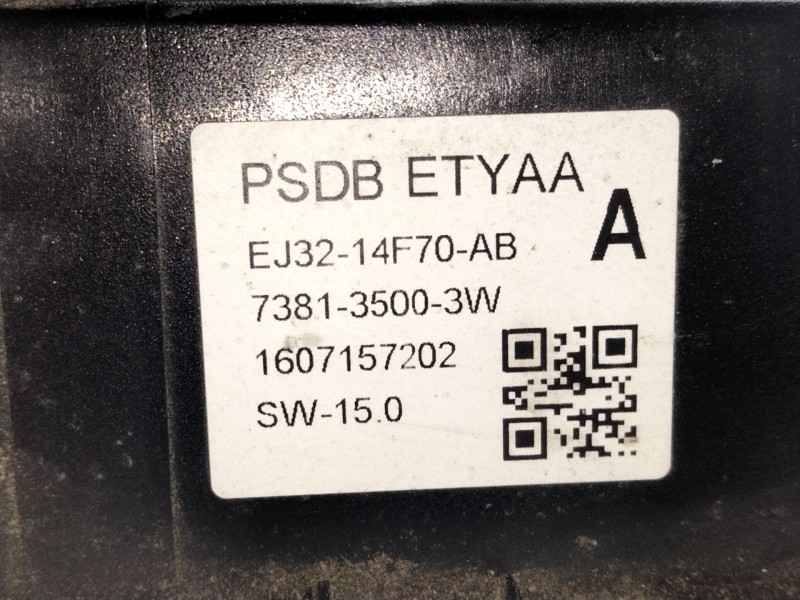 PSDB ETYAA
A
EJ32-14F70-AB
7381-3500-3W
1607157202
SW-15.0